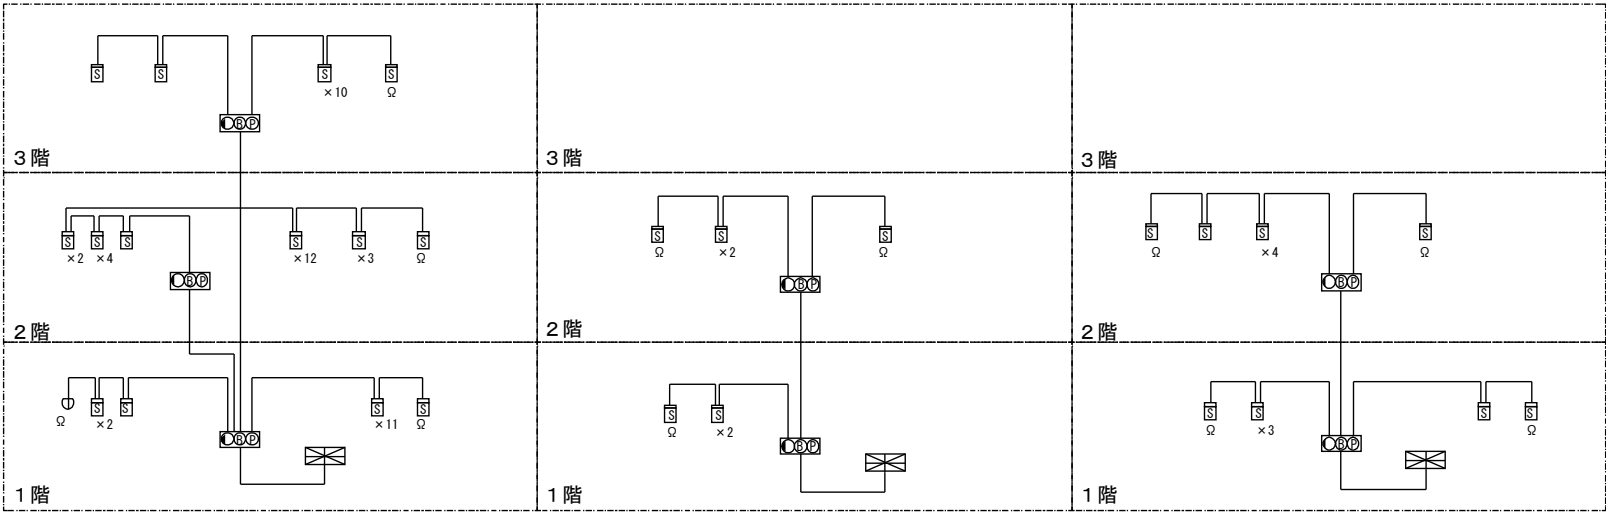 S S S S
×10 Ω
B P
3階 3階 3階
S S S S S S
×2 ×4 ×12 ×3 Ω
B P
S S S
Ω ×2 Ω
B P
S S S S
Ω ×4 Ω
B P
2階 2階 2階
S S S S
Ω ×2 ×11 Ω
B P
S S
Ω ×2
B P
S S S S
Ω ×3 Ω
B P
1階 1階 1階